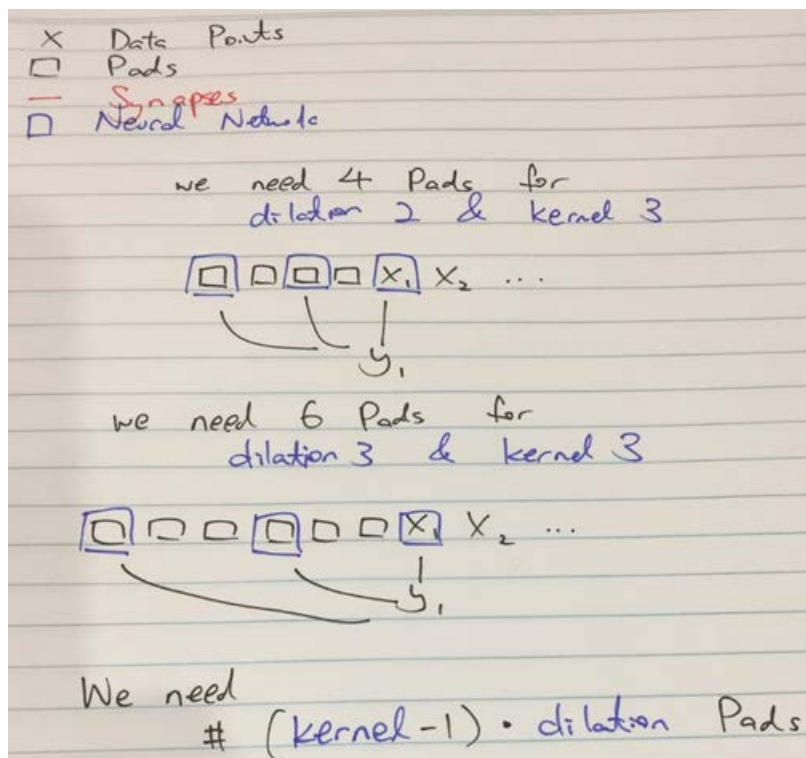 X Data Points
□ Pads
— Synapses
□ Neural Network
we need 4 Pads for
dilation 2 & kernel 3
□ □ □ □ X₁ X₂ ...
y₁
we need 6 Pads for
dilation 3 & kernel 3
□ □ □ □ □ □ X₁ X₂ ...
y₁
We need
# (kernel-1) · dilation Pads